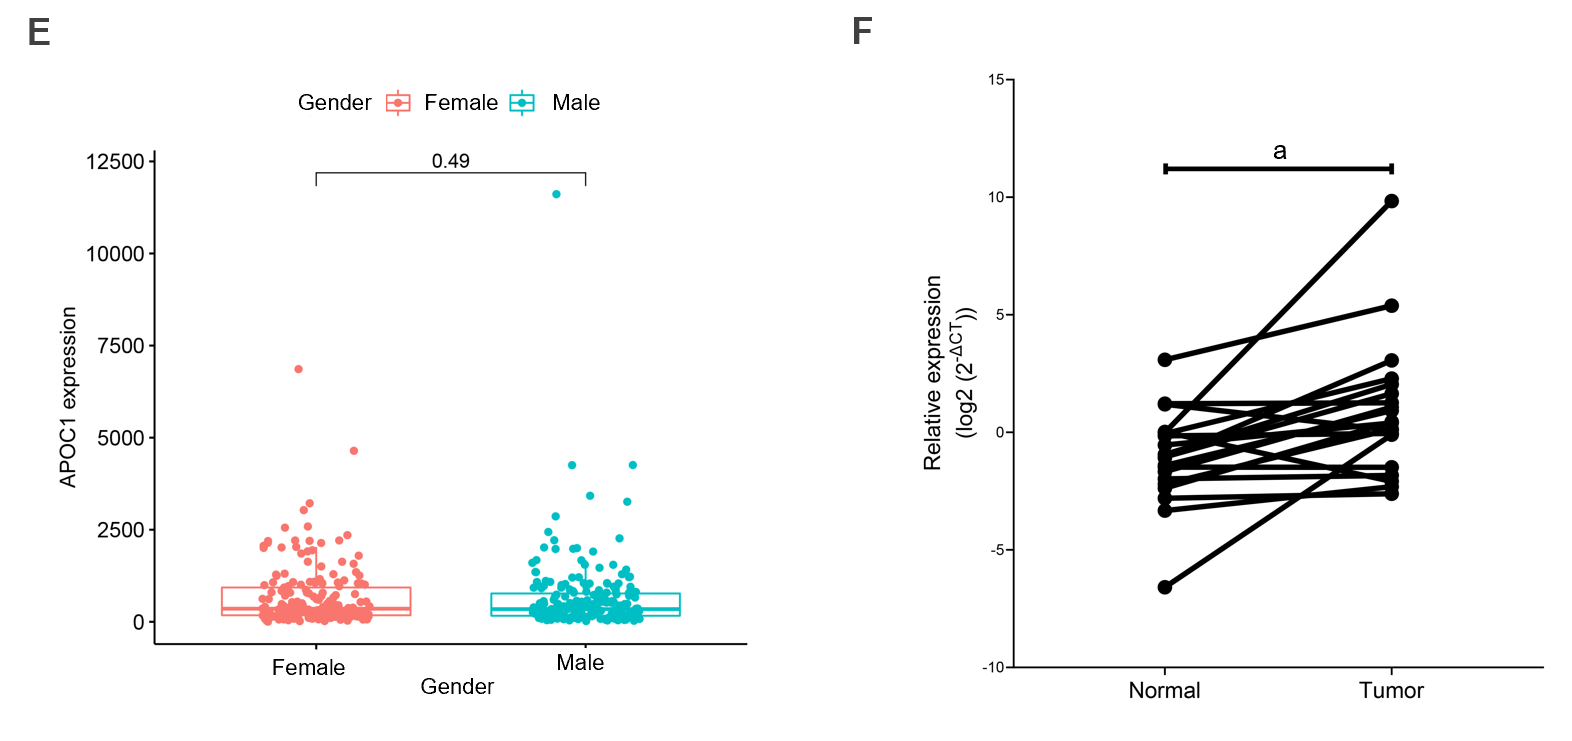 E
Gender Female Male
12500
10000
7500
5000
2500
0
APOC1 expression
0.49
Female
Male
Gender
F
15
10
5
0
-5
-10
Relative expression
(log2 (2-ΔCT))
a
Normal
Tumor